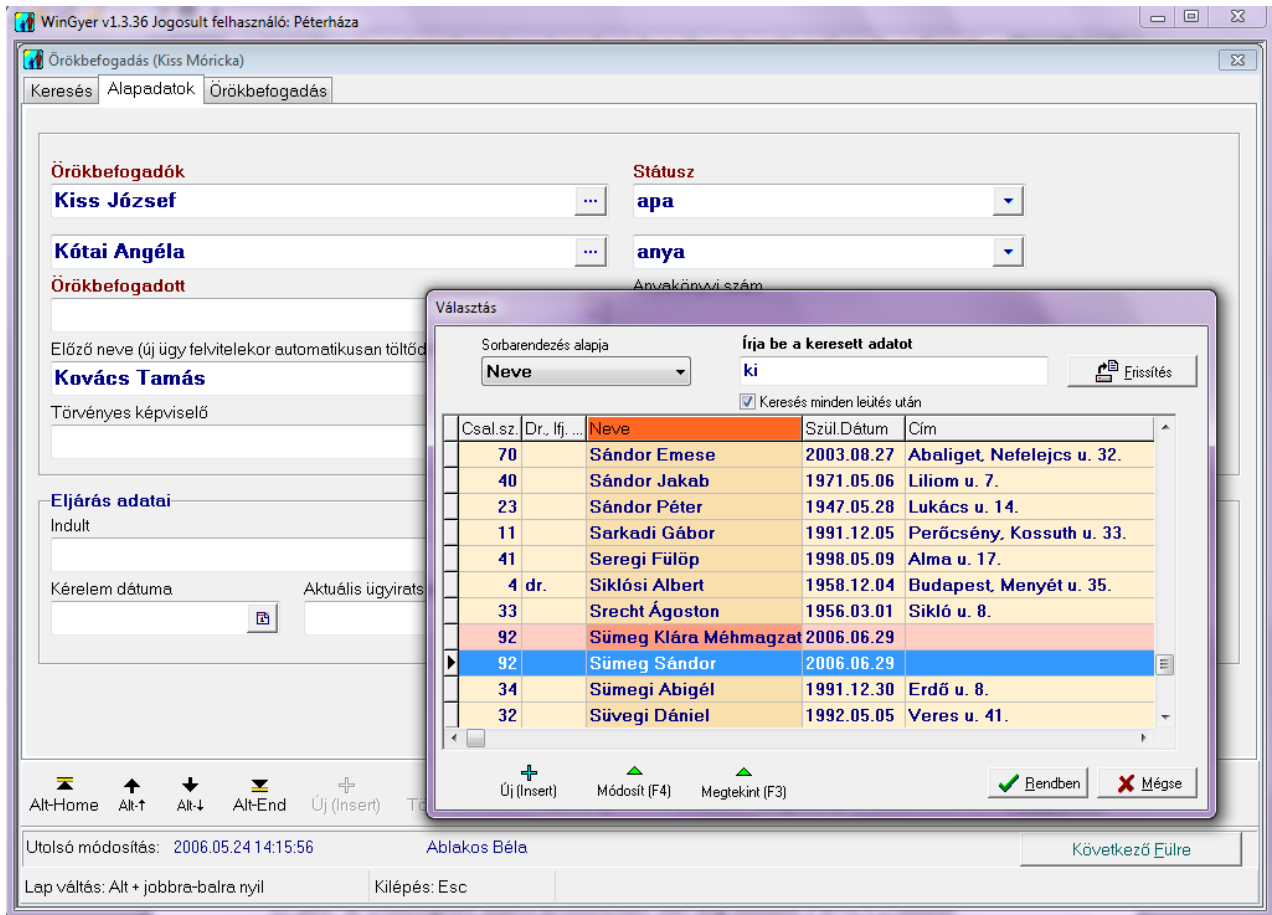 WinGyer v1.3.36 Jogosult felhasználó: Péterháza
Örökbefogadás (Kiss Móricka)
Keresés Alapadatok Örökbefogadás
Örökbefogadók Státusz
Kiss József ... apa
Kótai Angéla ... anya
Örökbefogadott Anyakönyvi szám
Előző neve (új ügy felvitelekor automatikusan töltőd
Kovács Tamás
Törvényes képviselő
Eljárás adatai
Indult
Kérelem dátuma Aktuális ügyirats
Választás
Sorbarendezés alapja Írja be a keresett adatot
Neve ki Frissítés
Keresés minden leütés után
Csal.sz. Dr., Ifj. ... Neve Szül.Dátum Cím
70 Sándor Emese 2003.08.27 Abaliget, Nefelejcs u. 32.
40 Sándor Jakab 1971.05.06 Liliom u. 7.
23 Sándor Péter 1947.05.28 Lukács u. 14.
11 Sarkadi Gábor 1991.12.05 Perőcsény, Kossuth u. 33.
41 Seregi Fülöp 1998.05.09 Alma u. 17.
4 dr. Siklósi Albert 1958.12.04 Budapest, Menyét u. 35.
33 Srecht Ágoston 1956.03.01 Sikló u. 8.
92 Sümeg Klára Méhmagzat 2006.06.29
92 Sümeg Sándor 2006.06.29
34 Sümegi Abigél 1991.12.30 Erdő u. 8.
32 Süvegi Dániel 1992.05.05 Veres u. 41.
Új (Insert) Módosít (F4) Megtekint (F3) Rendben Mégse
Alt-Home Alt-↑ Alt-↓ Alt-End Új (Insert) Tö
Utolsó módosítás: 2006.05.24 14:15:56 Ablakos Béla Következő Fülre
Lap váltás: Alt + jobbra-balra nyil Kilépés: Esc